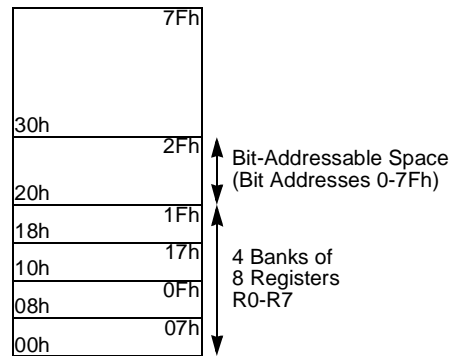 7Fh
30h
2Fh
Bit-Addressable Space
(Bit Addresses 0-7Fh)
20h
1Fh
18h
17h
4 Banks of
8 Registers
R0-R7
10h
0Fh
08h
07h
00h